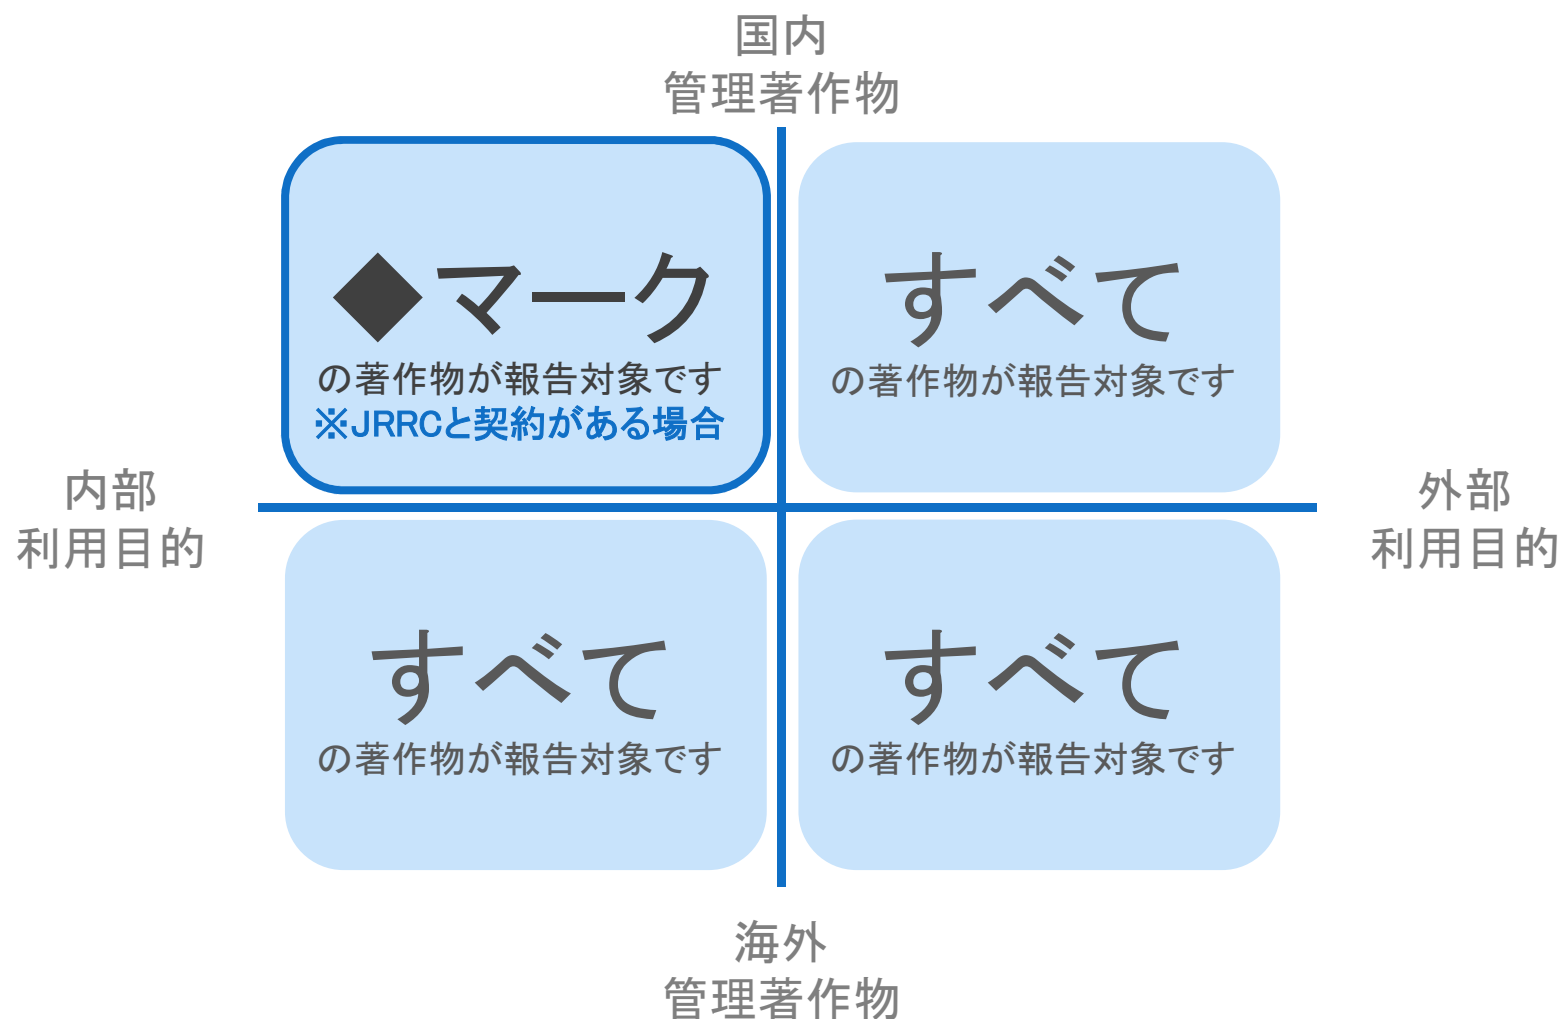 国内
管理著作物
◆マーク
の著作物が報告対象です
※JRRCと契約がある場合
すべて
の著作物が報告対象です
内部
利用目的
外部
利用目的
すべて
の著作物が報告対象です
すべて
の著作物が報告対象です
海外
管理著作物